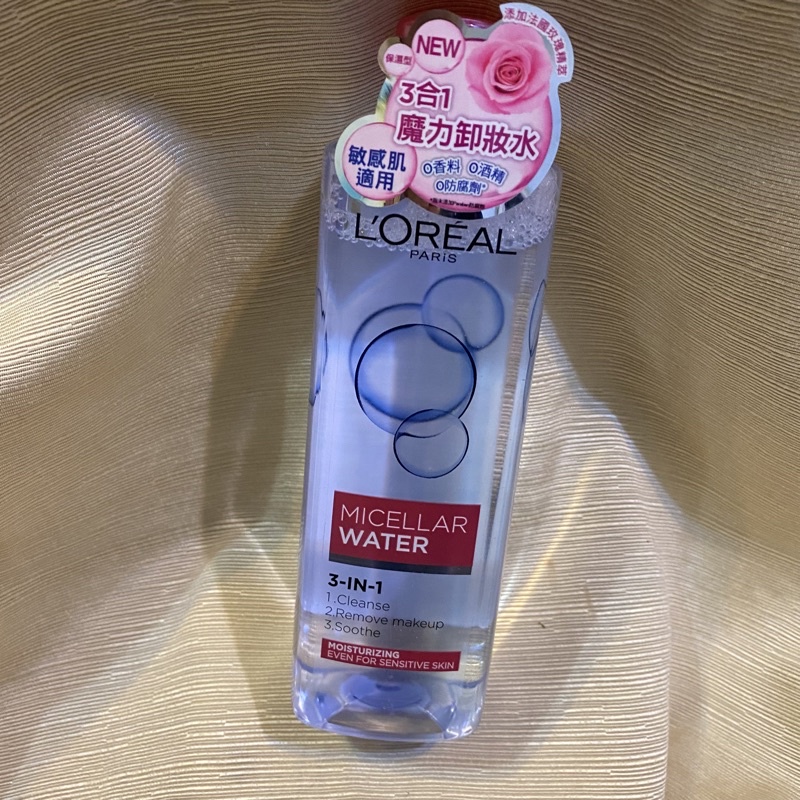 添加法國玫瑰精萃
NEW
保濕型
3合1
魔力卸妝水
敏感肌
適用
0香料 0酒精
0防腐劑*
L'ORÉAL
PARIS
MICELLAR
WATER
3-IN-1
1.Cleanse
2.Remove makeup
3.Soothe
MOISTURIZING
EVEN FOR SENSITIVE SKIN